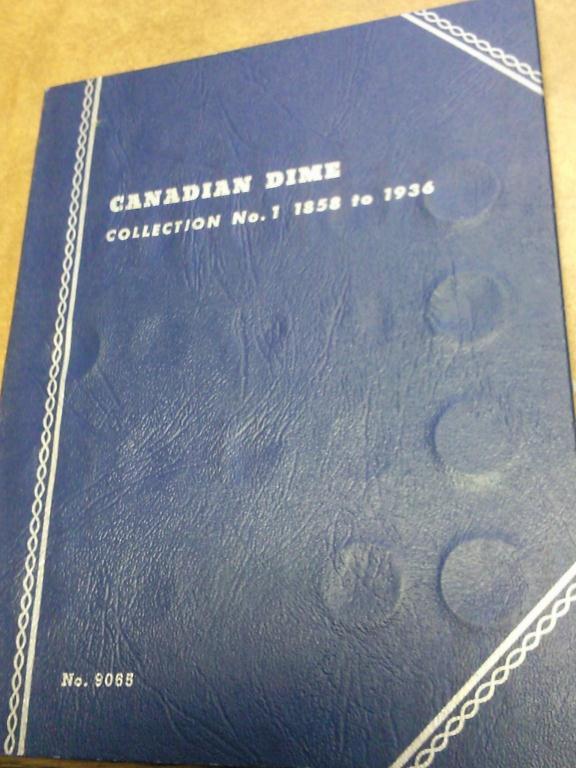 CANADIAN DIME
COLLECTION No. 1 1858 to 1936
No. 9065